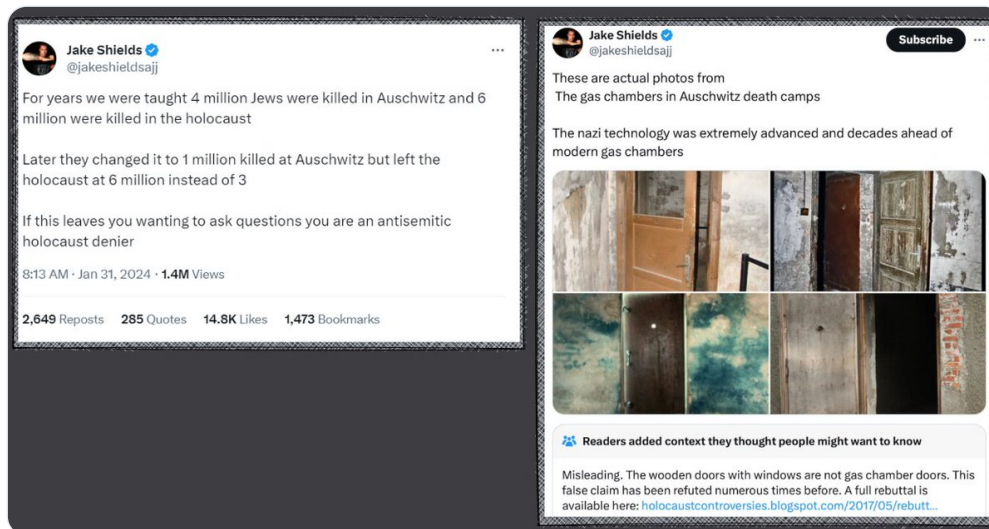 Jake Shields
@jakeshieldsajj
For years we were taught 4 million Jews were killed in Auschwitz and 6
million were killed in the holocaust
Later they changed it to 1 million killed at Auschwitz but left the
holocaust at 6 million instead of 3
If this leaves you wanting to ask questions you are an antisemitic
holocaust denier
8:13 AM · Jan 31, 2024 · 1.4M Views
2,649 Reposts 285 Quotes 14.8K Likes 1,473 Bookmarks
Jake Shields
@jakeshieldsajj
Subscribe
These are actual photos from
The gas chambers in Auschwitz death camps
The nazi technology was extremely advanced and decades ahead of
modern gas chambers
Readers added context they thought people might want to know
Misleading. The wooden doors with windows are not gas chamber doors. This
false claim has been refuted numerous times before. A full rebuttal is
available here: holocaustcontroversies.blogspot.com/2017/05/rebutt...